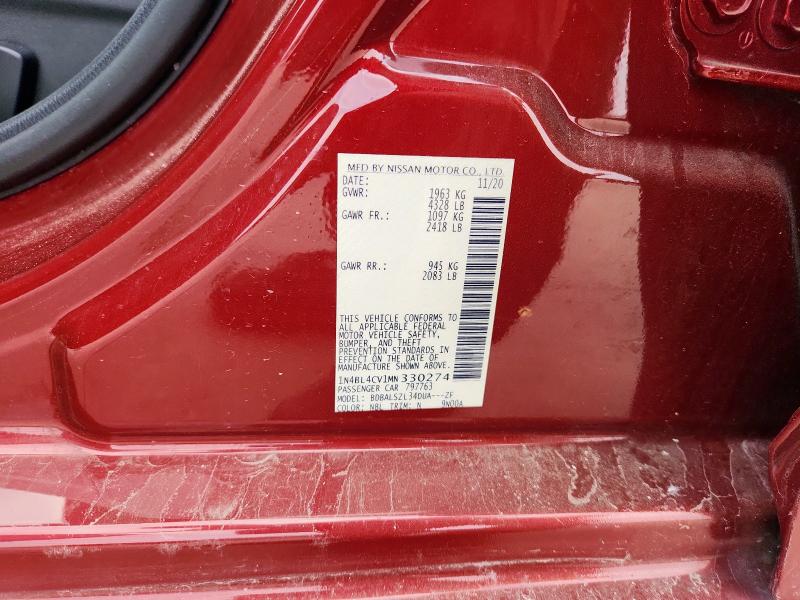 MFD BY NISSAN MOTOR CO., LTD
DATE: 11/20
GVWR: 1963 KG
4328 LB
GAWR FR.: 1097 KG
2418 LB
GAWR RR.: 945 KG
2083 LB
THIS VEHICLE CONFORMS TO
ALL APPLICABLE FEDERAL
MOTOR VEHICLE SAFETY,
BUMPER, AND THEFT
PREVENTION STANDARDS IN
EFFECT ON THE DATE OF
MANUFACTURE SHOWN ABOVE.
1N4BL4CV1MN 330274
PASSENGER CAR 797763
MODEL: BDBALSZL34DUA---ZF
COLOR: NBL TRIM: N 9N00A